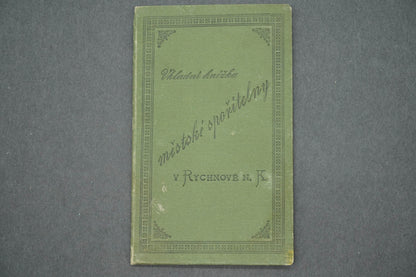 Vkladní knížka
městské spořitelny
v Rychnově n. K.